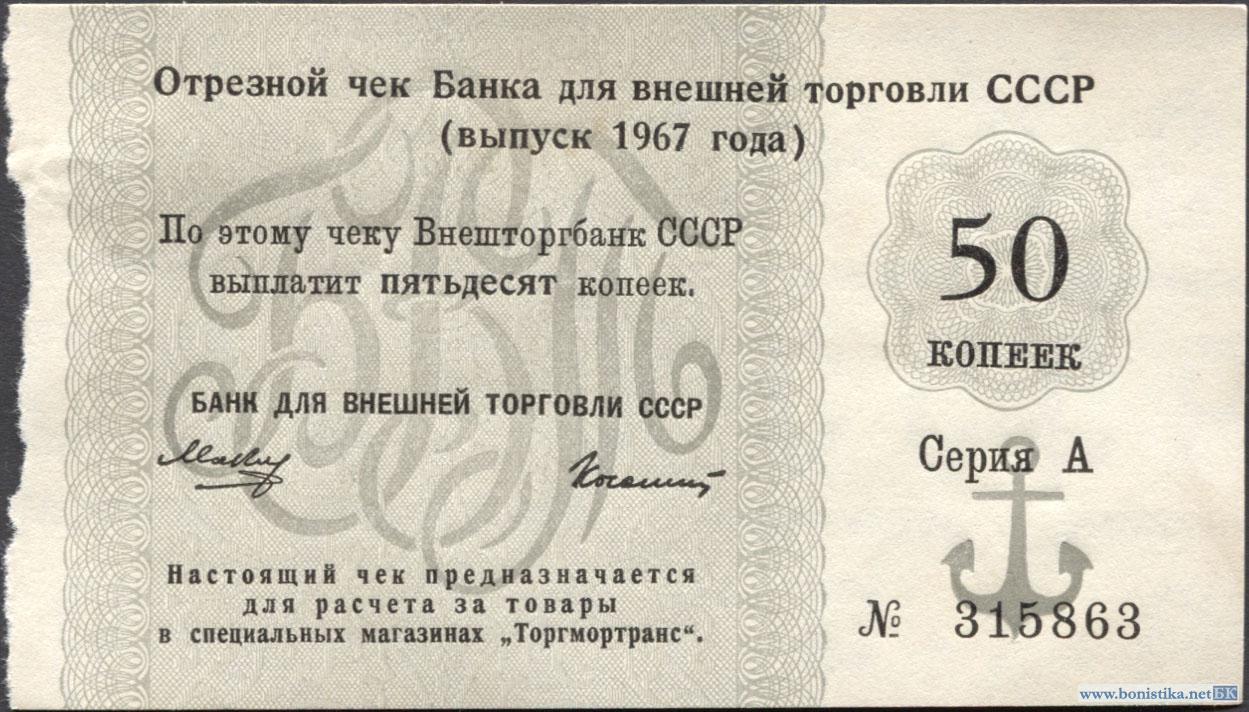 Отрезной чек Банка для внешней торговли СССР
(выпуск 1967 года)
По этому чеку Внешторгбанк СССР
выплатит пятьдесят копеек.
50
КОПЕЕК
БАНК ДЛЯ ВНЕШНЕЙ ТОРГОВЛИ СССР
Серия А
Настоящий чек предназначается
для расчета за товары
в специальных магазинах „Торгмортранс“.
№ 315863
www.bonistika.net БК